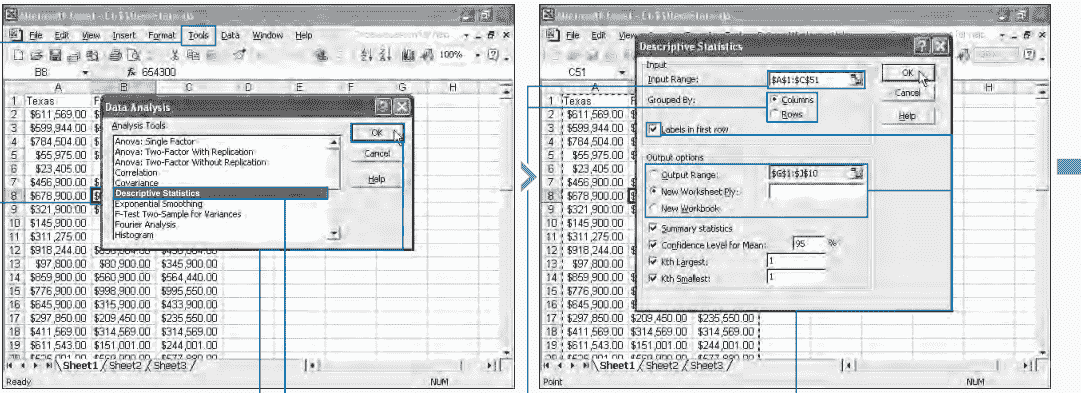 File Edit View Insert Format Tools Data Window Help
100%
B8 fx 654300
A B C D E F G H
1 Texas
2 $611,569.00
3 $599,944.00
4 $784,504.00
5 $55,975.00
6 $23,405.00
7 $456,900.00
8 $678,900.00
9 $321,900.00
10 $145,900.00
11 $311,275.00
12 $918,244.00
13 $97,800.00 $80,900.00 $345,900.00
14 $859,900.00 $560,900.00 $564,440.00
15 $776,900.00 $998,900.00 $995,550.00
16 $645,900.00 $315,900.00 $433,900.00
17 $297,850.00 $209,450.00 $235,550.00
18 $411,569.00 $314,569.00 $314,569.00
19 $611,543.00 $151,001.00 $244,001.00
Sheet1 Sheet2 Sheet3
Ready NUM
Data Analysis
Analysis Tools
Anova: Single Factor
Anova: Two-Factor With Replication
Anova: Two-Factor Without Replication
Correlation
Covariance
Descriptive Statistics
Exponential Smoothing
F-Test Two-Sample for Variances
Fourier Analysis
Histogram
OK
Cancel
Help
File Edit View
C51
A H
1 Texas
2 $611,569.00
3 $599,944.00
4 $784,504.00
5 $55,975.00
6 $23,405.00
7 $456,900.00
8 $678,900.00
9 $321,900.00
10 $145,900.00
11 $311,275.00
12 $918,244.00
13 $97,800.00
14 $859,900.00
15 $776,900.00
16 $645,900.00
17 $297,850.00 $209,450.00 $235,550.00
18 $411,569.00 $314,569.00 $314,569.00
19 $611,543.00 $151,001.00 $244,001.00
Sheet1 Sheet2 Sheet3
Point NUM
Descriptive Statistics
Input
Input Range: $A$1:$C$51
Grouped By: Columns
Rows
Labels in first row
Output options
Output Range: $G$1:$J$10
New Worksheet Ply:
New Workbook
Summary statistics
Confidence Level for Mean: 95 %
Kth Largest: 1
Kth Smallest: 1
OK
Cancel
Help